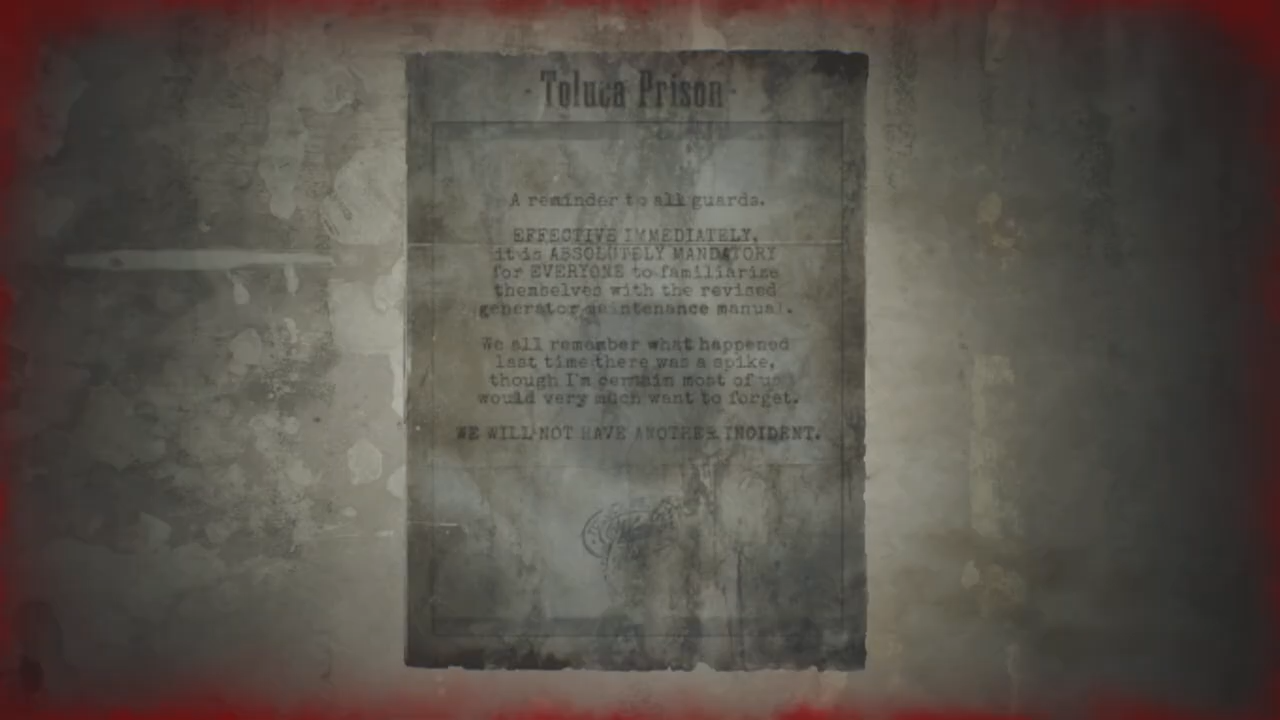 Toluca Prison
A reminder to all guards.
EFFECTIVE IMMEDIATELY,
it is ABSOLUTELY MANDATORY
for EVERYONE to familiarize
themselves with the revised
generator maintenance manual.
We all remember what happened
last time there was a spike,
though I'm certain most of us
would very much want to forget.
WE WILL NOT HAVE ANOTHER INCIDENT.